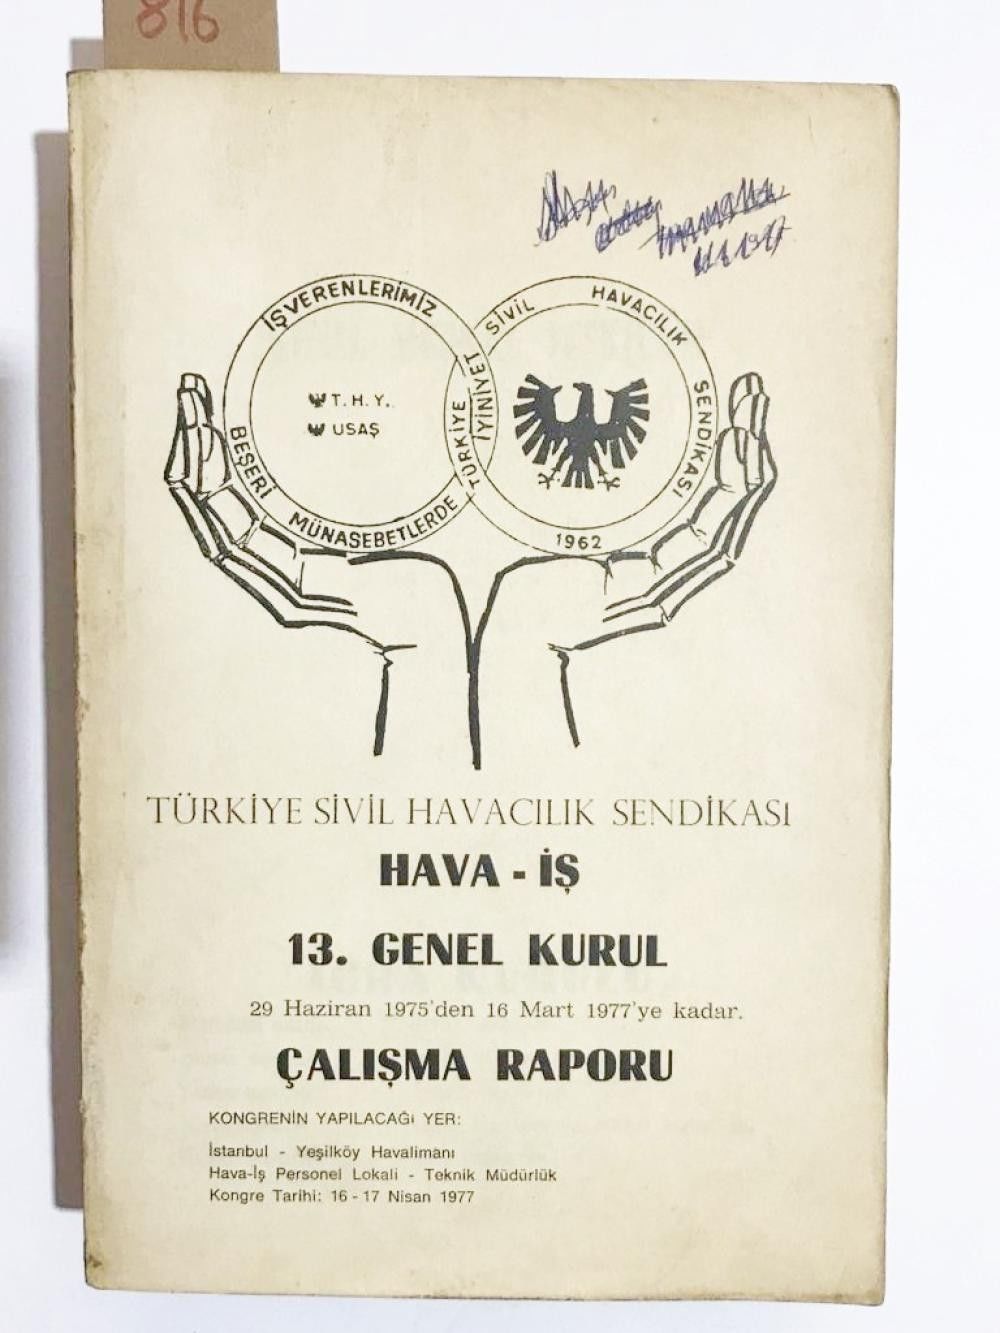 816
İŞVERENLERİMİZ
BEŞERİ MÜNASEBETLERDE
T. H. Y.
USAŞ
İYİNİYET
TÜRKİYE SİVİL HAVACILIK SENDİKASI
1962
TÜRKİYE SİVİL HAVACILIK SENDİKASI
HAVA - İŞ
13. GENEL KURUL
29 Haziran 1975'den 16 Mart 1977'ye kadar.
ÇALIŞMA RAPORU
KONGRENİN YAPILACAĞI YER:
İstanbul - Yeşilköy Havalimanı
Hava-İş Personel Lokali - Teknik Müdürlük
Kongre Tarihi: 16 - 17 Nisan 1977